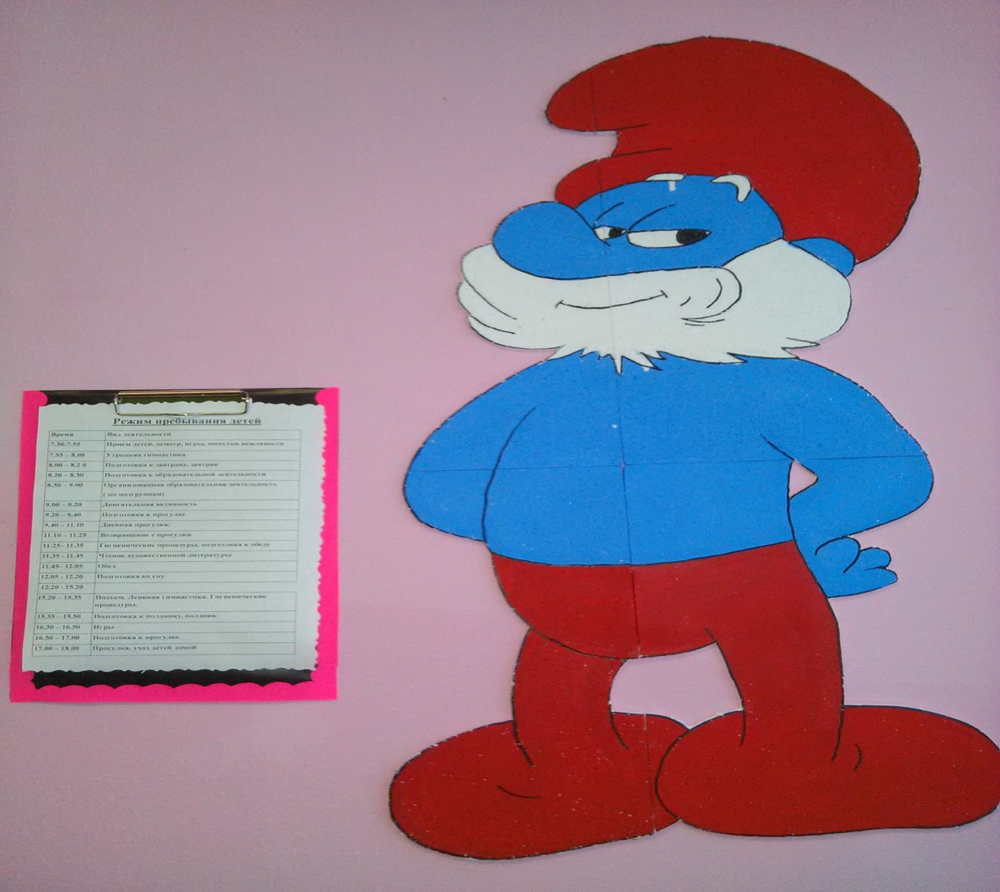 Режим пребывания детей
Время Вид деятельности
7.30-7.55 Прием детей, осмотр, игры, минутки вежливости
7.55 – 8.00 Утренняя гимнастика
8.00 – 8.2 0 Подготовка к завтраку, завтрак
8.20 – 8.30 Подготовка к образовательной деятельности
8.30 – 9.00 Организованная образовательная деятельность
( по подгруппам)
9.00 – 9.20 Двигательная активность
9.20 – 9.40 Подготовка к прогулке
9.40 – 11.10 Дневная прогулка:
11.10 – 11.25 Возвращение с прогулки
11.25– 11.35 Гигиенические процедуры, подготовка к обеду
11.35 - 11.45 Чтение художественной литературы
11.45– 12.05 Обед
12.05 - 12.20 Подготовка ко сну
12.20 - 15.20
15.20 – 15.35 Подъем, Ленивая гимнастика. Гигиенические
процедуры.
15.35 – 15.50 Подготовка к полднику, полдник
16.30 – 16.50 Игры
16.50 – 17.00 Подготовка к прогулке
17.00 – 18.00 Прогулка, уход детей домой